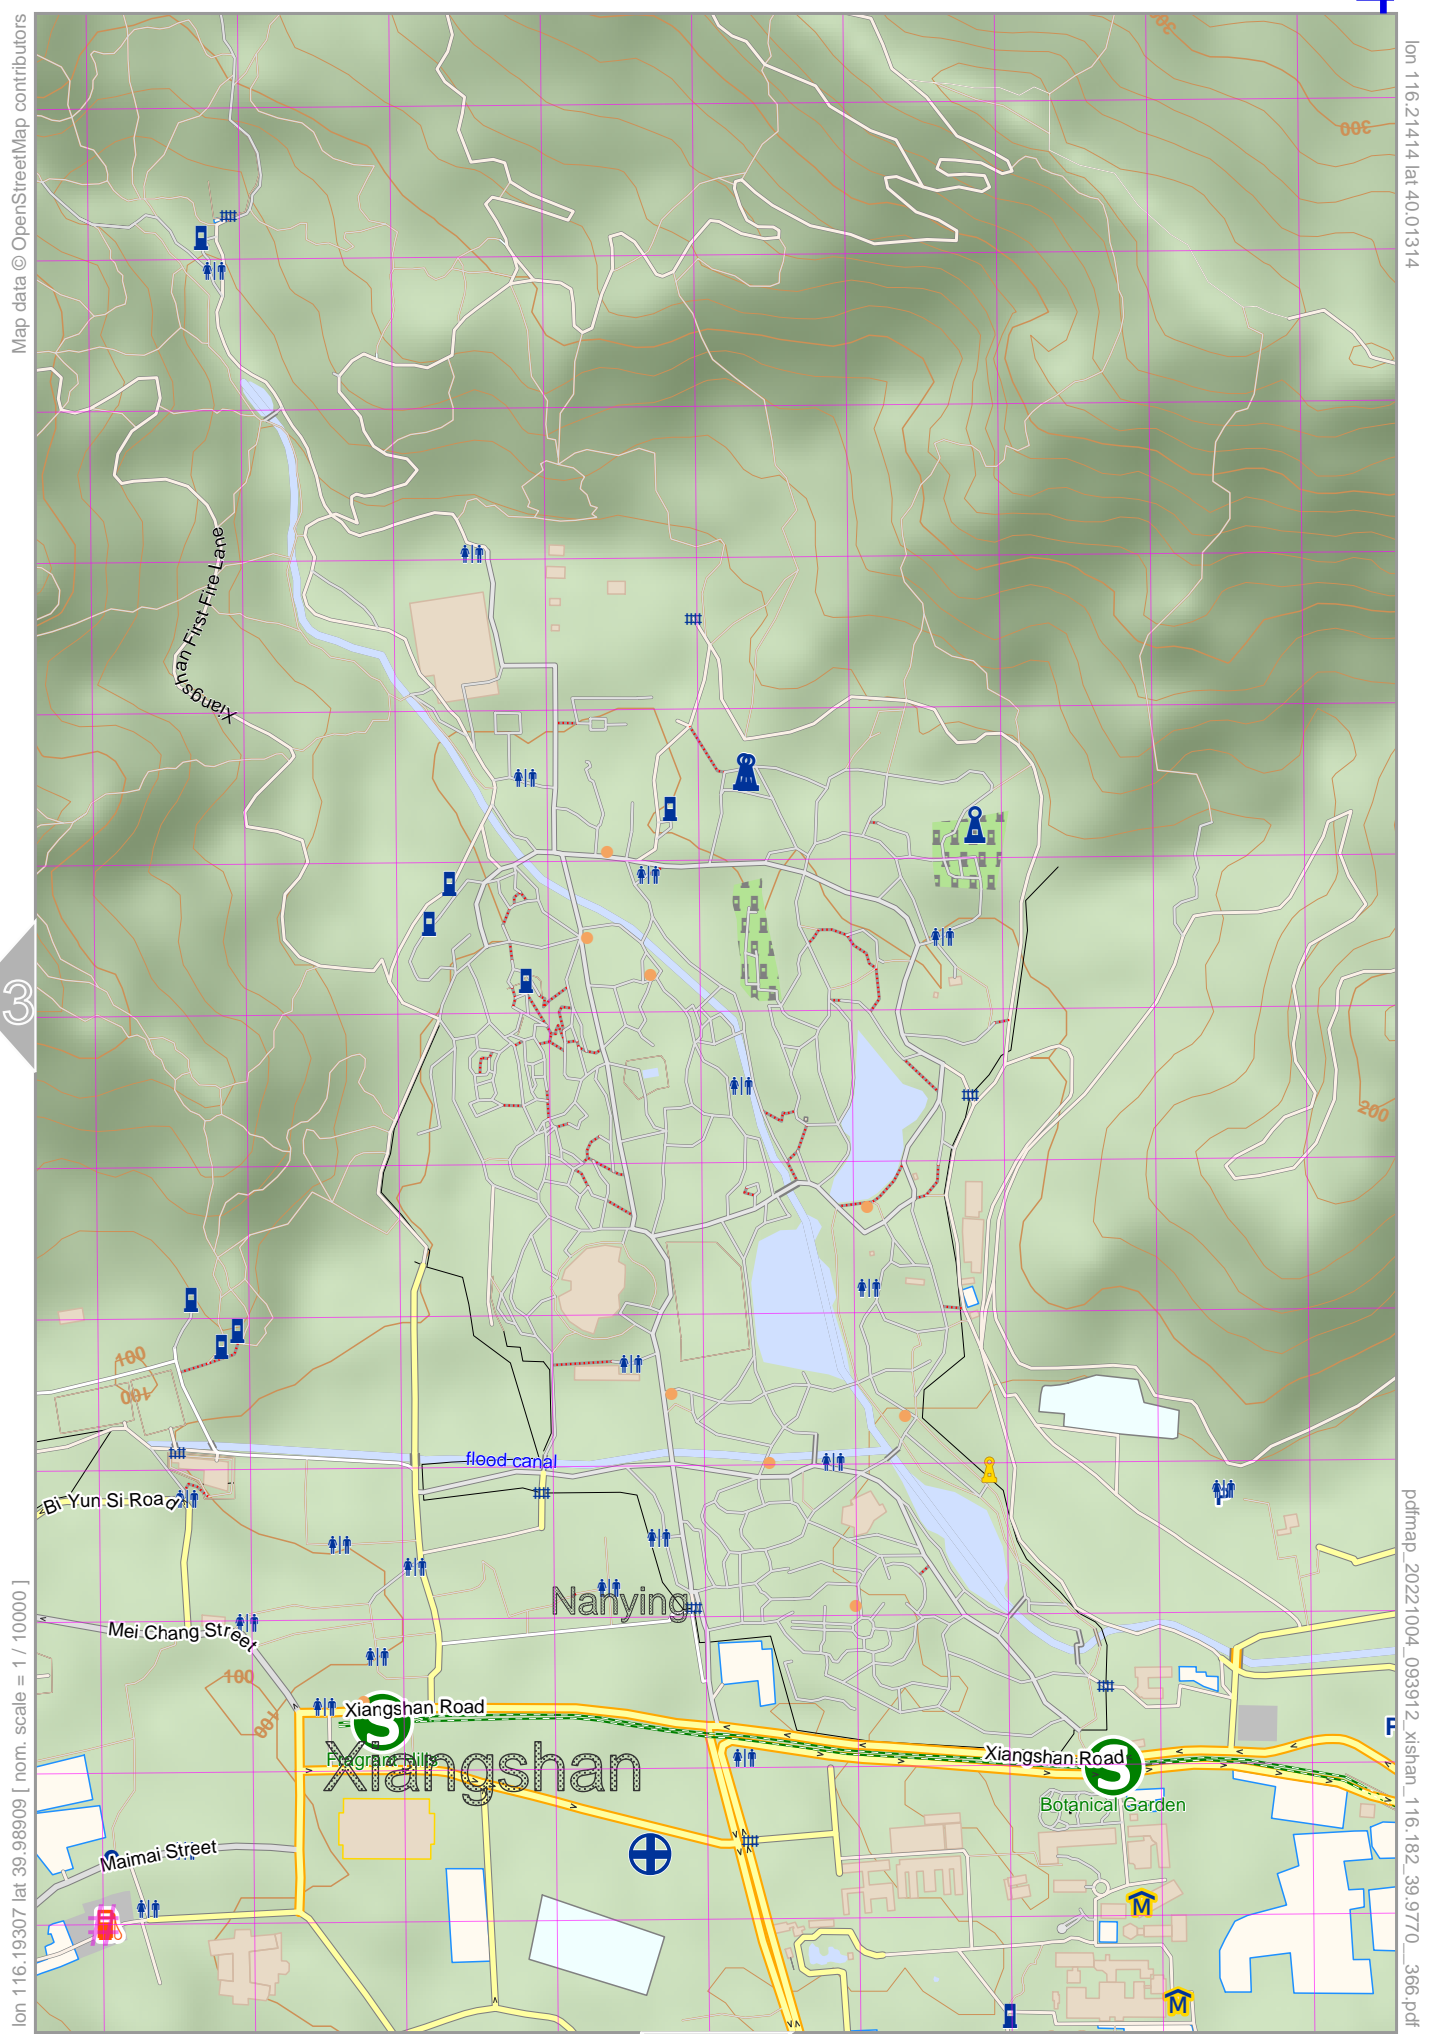 Map data © OpenStreetMap contributors
lon 116.21414 lat 40.01314
300
300
Xiangshan First Fire Lane
3
200
100
100
flood canal
Bi Yun Si Road
P
Nanying
Mei Chang Street
100
100
Xiangshan Road
S
Fragrant Hills
Xiangshan
Xiangshan Road
S
Botanical Garden
Maimai Street
M
M
lon 116.19307 lat 39.98909 [ nom. scale = 1 / 10000 ]
pdfmap_20221004_093912_xishan_116.182_39.9770__366.pdf